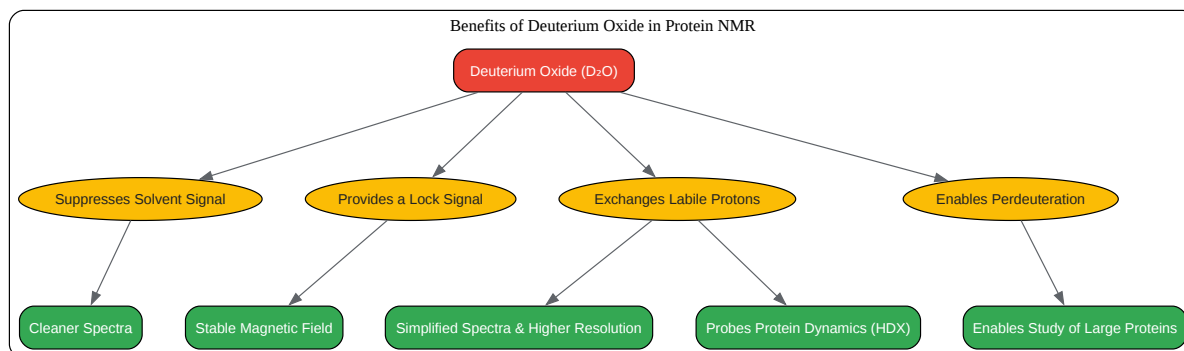 Benefits of Deuterium Oxide in Protein NMR
Deuterium Oxide (D₂O)
Suppresses Solvent Signal
Provides a Lock Signal
Exchanges Labile Protons
Enables Perdeuteration
Cleaner Spectra
Stable Magnetic Field
Simplified Spectra & Higher Resolution
Probes Protein Dynamics (HDX)
Enables Study of Large Proteins